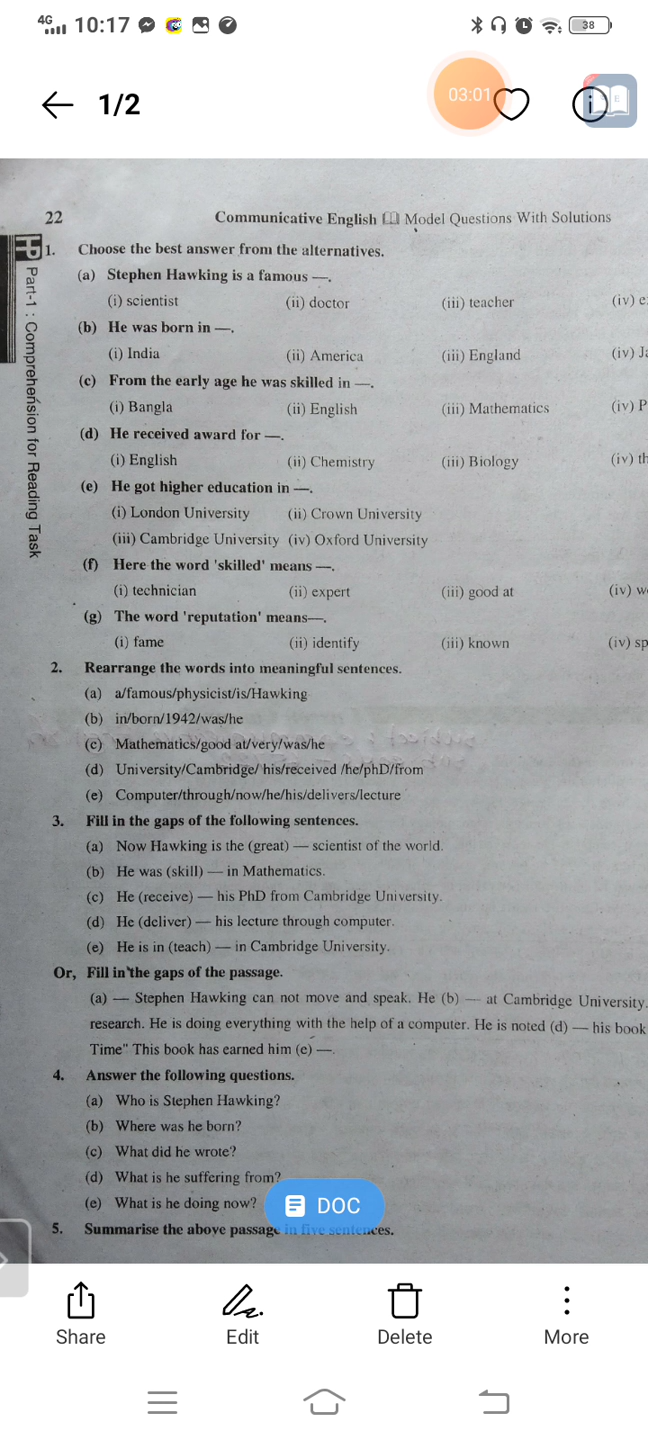 4G 10:17 38
1/2
03:01
22 Communicative English Model Questions With Solutions
HP Part-1 : Comprehension for Reading Task
1. Choose the best answer from the alternatives.
(a) Stephen Hawking is a famous —.
(i) scientist (ii) doctor (iii) teacher (iv)
(b) He was born in —.
(i) India (ii) America (iii) England (iv)
(c) From the early age he was skilled in —.
(i) Bangla (ii) English (iii) Mathematics (iv) P
(d) He received award for —.
(i) English (ii) Chemistry (iii) Biology (iv) th
(e) He got higher education in —.
(i) London University (ii) Crown University
(iii) Cambridge University (iv) Oxford University
(f) Here the word 'skilled' means —.
(i) technician (ii) expert (iii) good at (iv)
(g) The word 'reputation' means—.
(i) fame (ii) identify (iii) known (iv) sp
2. Rearrange the words into meaningful sentences.
(a) a/famous/physicist/is/Hawking
(b) in/born/1942/was/he
(c) Mathematics/good at/very/was/he
(d) University/Cambridge/ his/received /he/phD/from
(e) Computer/through/now/he/his/delivers/lecture
3. Fill in the gaps of the following sentences.
(a) Now Hawking is the (great) — scientist of the world.
(b) He was (skill) — in Mathematics.
(c) He (receive) — his PhD from Cambridge University.
(d) He (deliver) — his lecture through computer.
(e) He is in (teach) — in Cambridge University.
Or, Fill in the gaps of the passage.
(a) — Stephen Hawking can not move and speak. He (b) — at Cambridge University.
research. He is doing everything with the help of a computer. He is noted (d) — his book
Time" This book has earned him (e) —.
4. Answer the following questions.
(a) Who is Stephen Hawking?
(b) Where was he born?
(c) What did he wrote?
(d) What is he suffering from?
(e) What is he doing now?
DOC
5. Summarise the above passage in five sentences.
Share Edit Delete More